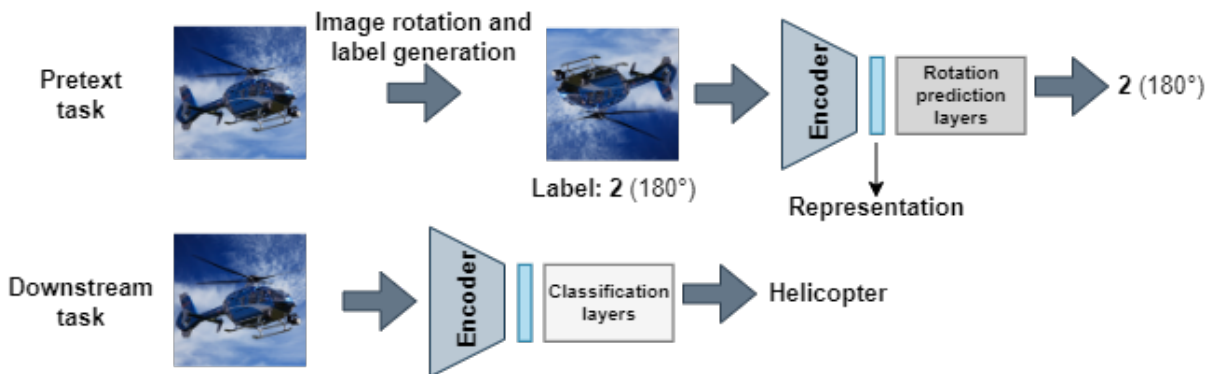 Image rotation and
label generation
Pretext
task
Encoder
Rotation
prediction
layers
2 (180°)
Label: 2 (180°)
Representation
Downstream
task
Encoder
Classification
layers
Helicopter